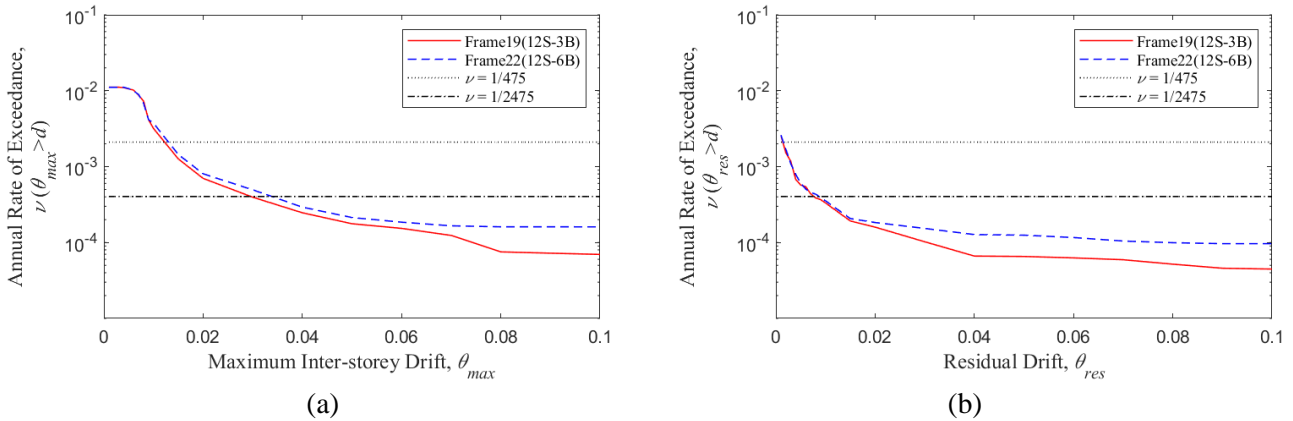 Annual Rate of Exceedance,
ν (θmax>d)
10^-1
10^-2
10^-3
10^-4
Frame19(12S-3B)
Frame22(12S-6B)
ν = 1/475
ν = 1/2475
0 0.02 0.04 0.06 0.08 0.1
Maximum Inter-storey Drift, θmax
(a)
Annual Rate of Exceedance,
ν (θres>d)
10^-1
10^-2
10^-3
10^-4
Frame19(12S-3B)
Frame22(12S-6B)
ν = 1/475
ν = 1/2475
0 0.02 0.04 0.06 0.08 0.1
Residual Drift, θres
(b)